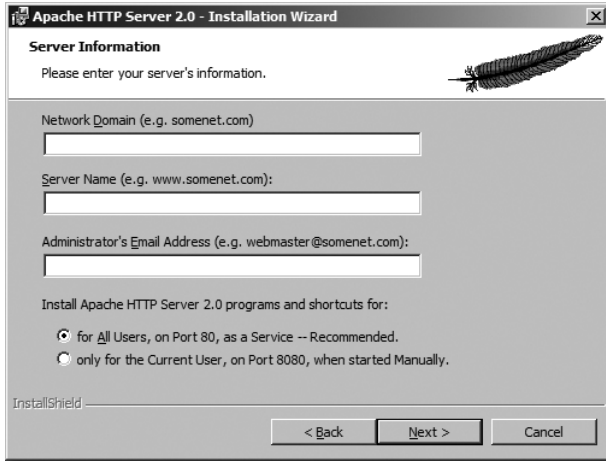 Apache HTTP Server 2.0 - Installation Wizard
Server Information
Please enter your server's information.
Network Domain (e.g. somenet.com)
Server Name (e.g. www.somenet.com):
Administrator's Email Address (e.g. webmaster@somenet.com):
Install Apache HTTP Server 2.0 programs and shortcuts for:
for All Users, on Port 80, as a Service -- Recommended.
only for the Current User, on Port 8080, when started Manually.
InstallShield
< Back Next > Cancel